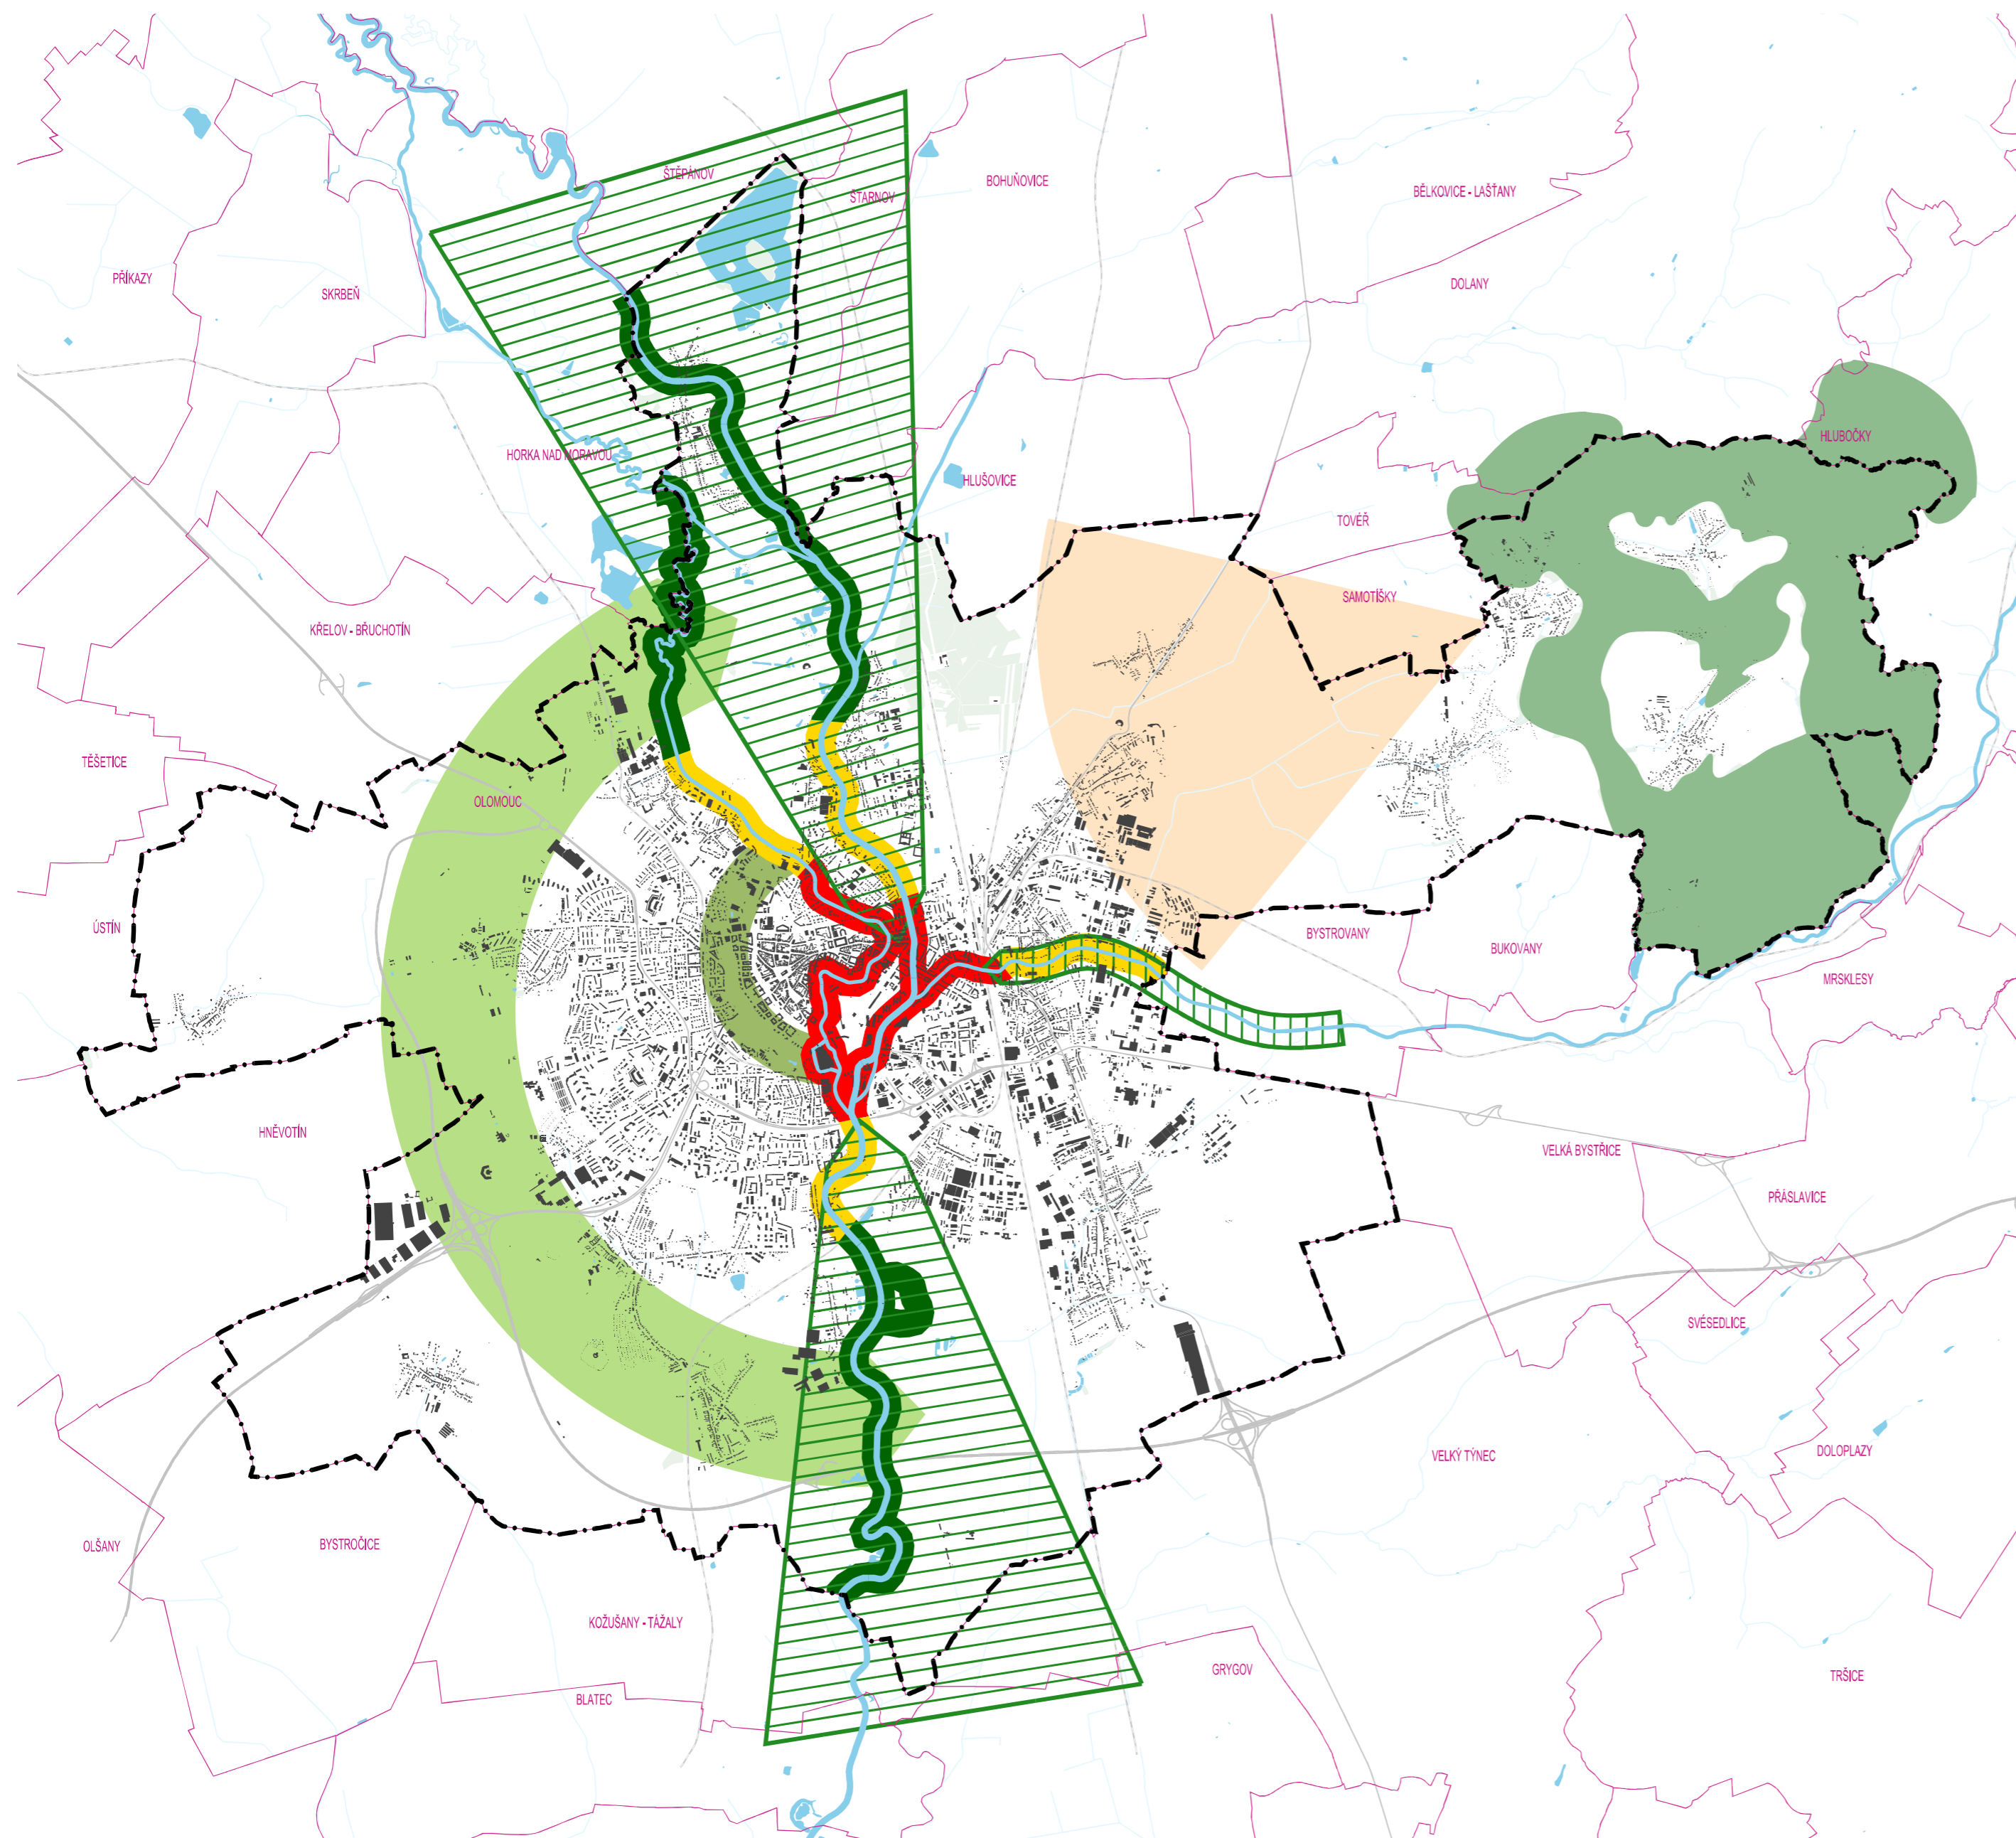 ŠTĚPÁNOV
ŠTARNOV
BOHUŇOVICE
BĚLKOVICE - LAŠŤANY
PŘÍKAZY
SKRBEŇ
DOLANY
HLUBOČKY
HORKA NAD MORAVOU
HLUŠOVICE
TOVÉŘ
SAMOTÍŠKY
KŘELOV - BŘUCHOTÍN
TĚŠETICE
OLOMOUC
ÚSTÍN
BYSTROVANY
BUKOVANY
MRSKLESY
HNĚVOTÍN
VELKÁ BYSTŘICE
PŘÁSLAVICE
SVÉSEDLICE
DOLOPLAZY
VELKÝ TÝNEC
OLŠANY
BYSTROČICE
KOŽUŠANY - TÁŽALY
GRYGOV
TRŠICE
BLATEC